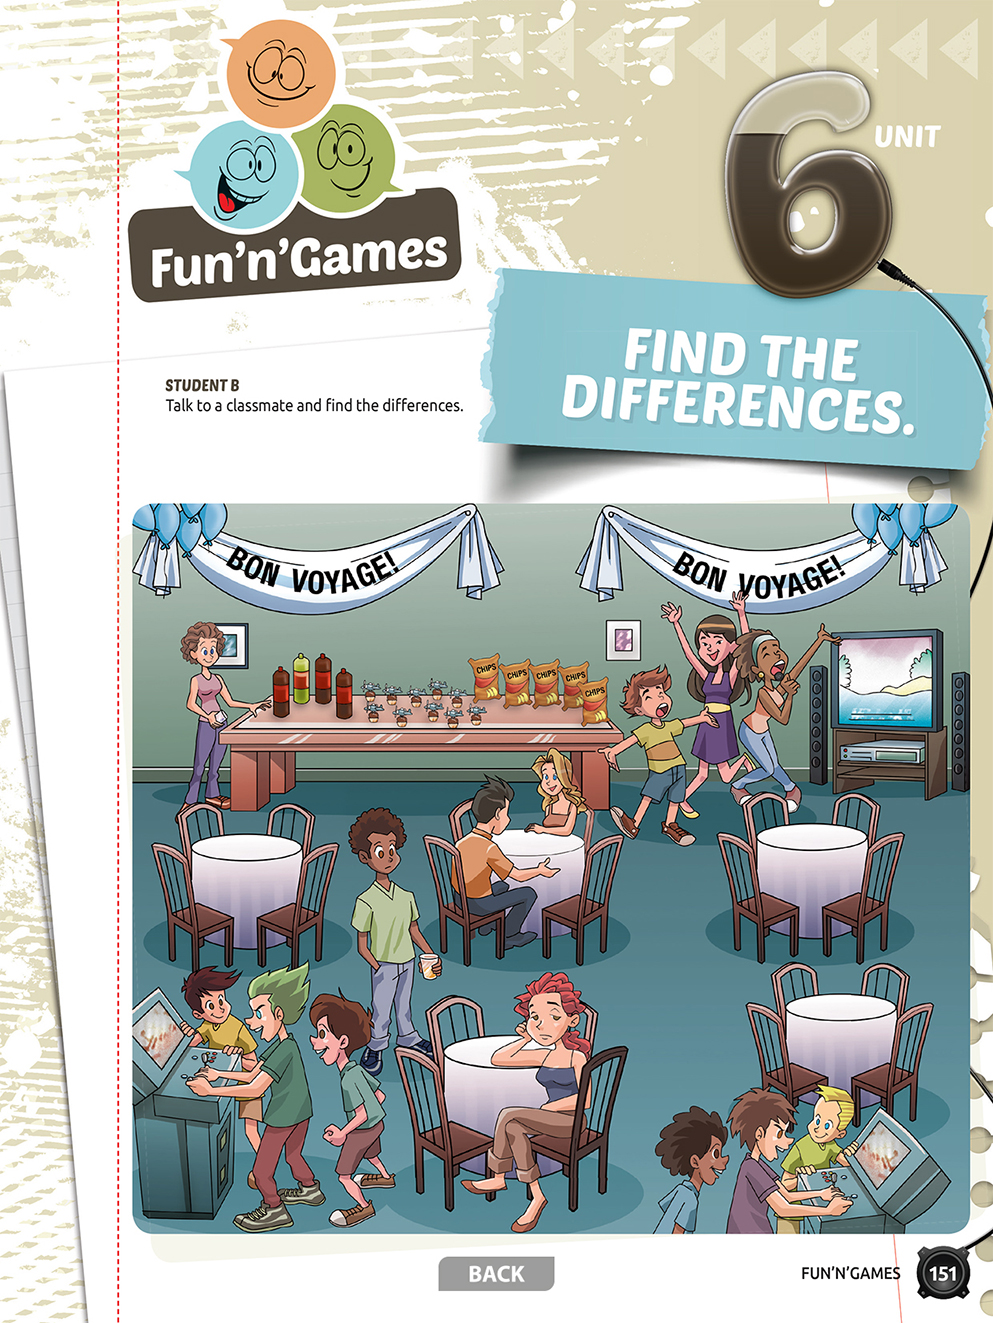 6
UNIT
Fun'n'Games
FIND THE
DIFFERENCES.
STUDENT B
Talk to a classmate and find the differences.
BON VOYAGE!
BON VOYAGE!
CHIPS
CHIPS
CHIPS
CHIPS
CHIPS
BACK
FUN'N'GAMES
151